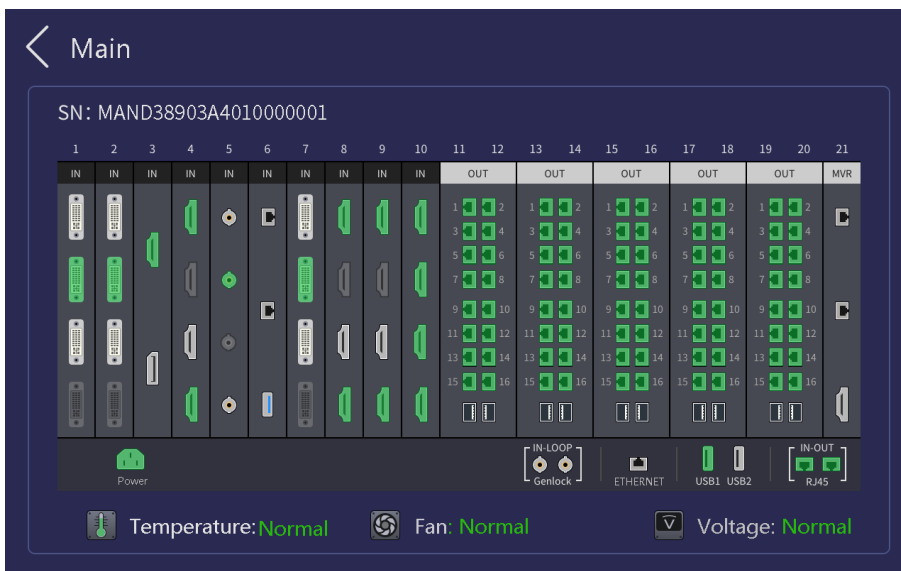 Main
SN: MAND38903A4010000001
1 2 3 4 5 6 7 8 9 10 11 12 13 14 15 16 17 18 19 20 21
IN IN IN IN IN IN IN IN IN IN OUT OUT OUT OUT OUT MVR
1 2 1 2 1 2 1 2 1 2
3 4 3 4 3 4 3 4 3 4
5 6 5 6 5 6 5 6 5 6
7 8 7 8 7 8 7 8 7 8
9 10 9 10 9 10 9 10 9 10
11 12 11 12 11 12 11 12 11 12
13 14 13 14 13 14 13 14 13 14
15 16 15 16 15 16 15 16 15 16
IN-LOOP IN-OUT
Power Genlock ETHERNET USB1 USB2 RJ45
Temperature:Normal Fan: Normal V Voltage: Normal